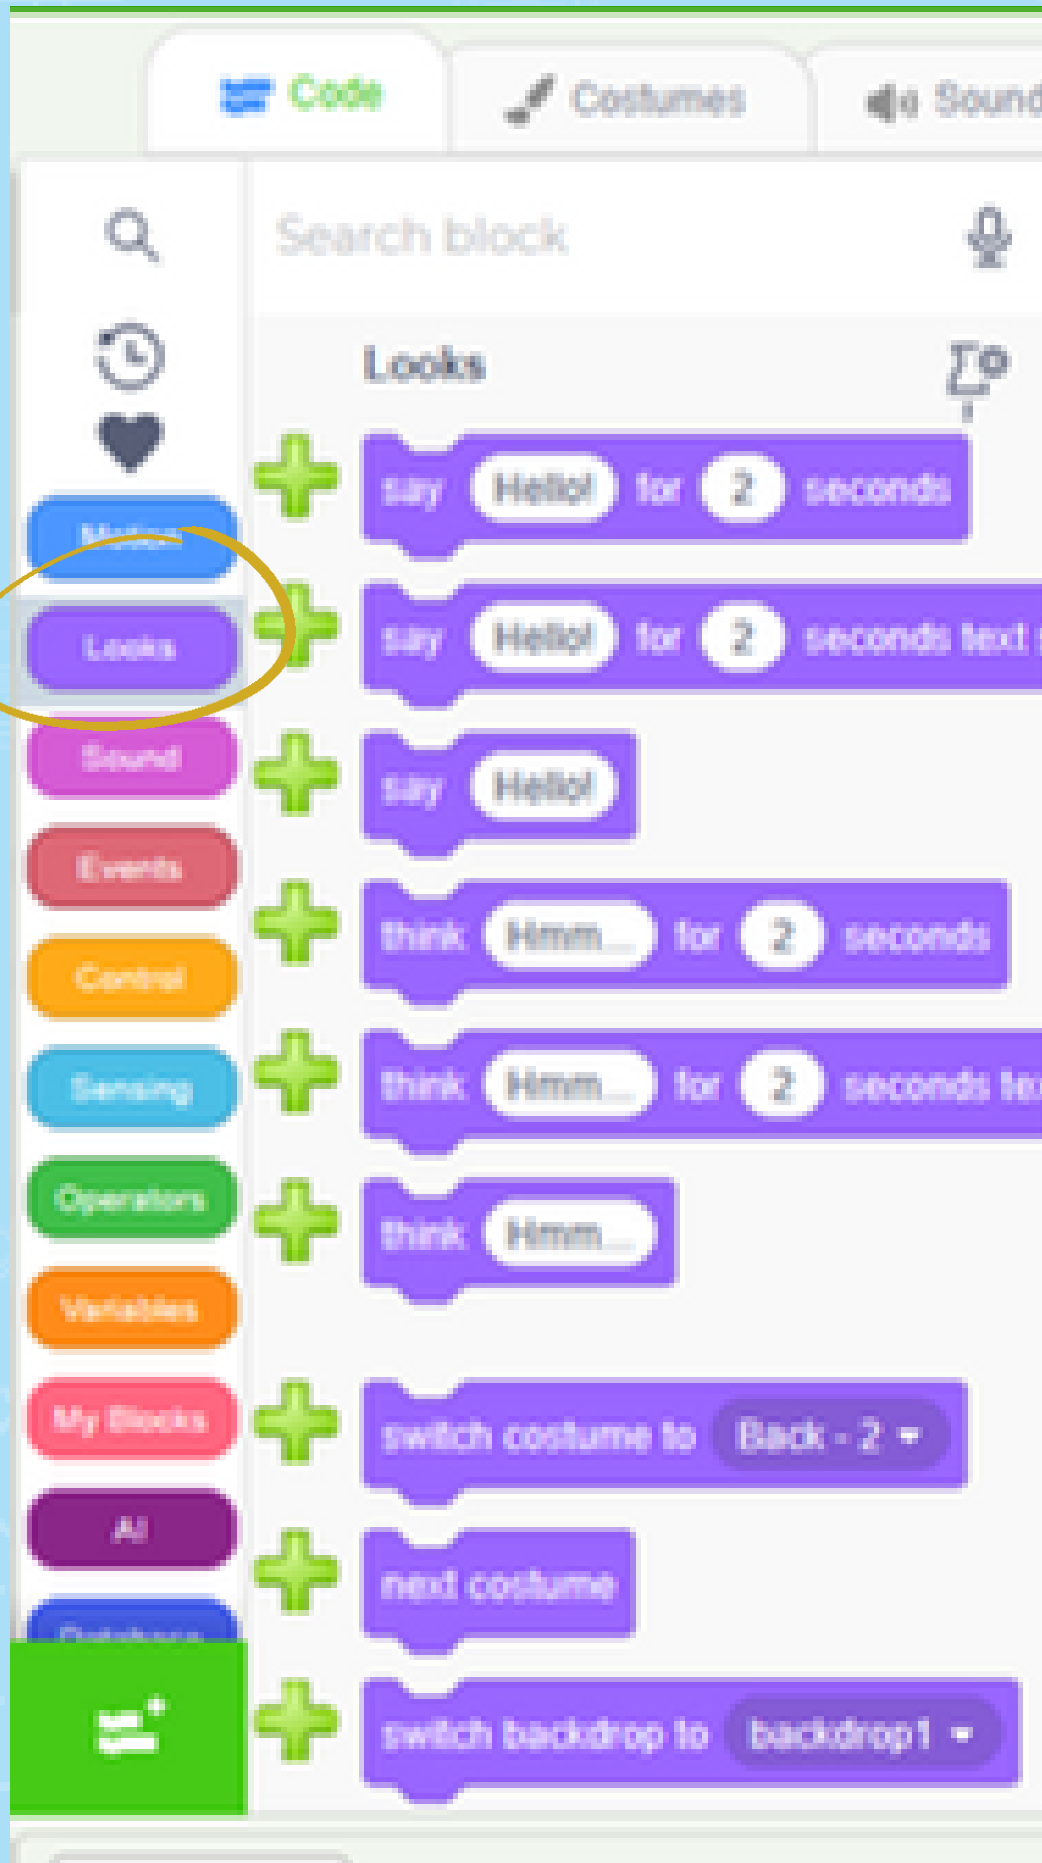 Code Costumes Sound
Search block
Looks
Motion
Looks
Sound
Events
Control
Sensing
Operators
Variables
My Blocks
AI
Database
say Hello! for 2 seconds
say Hello! for 2 seconds text
say Hello!
think Hmm... for 2 seconds
think Hmm... for 2 seconds tex
think Hmm...
switch costume to Back - 2
next costume
switch backdrop to backdrop1